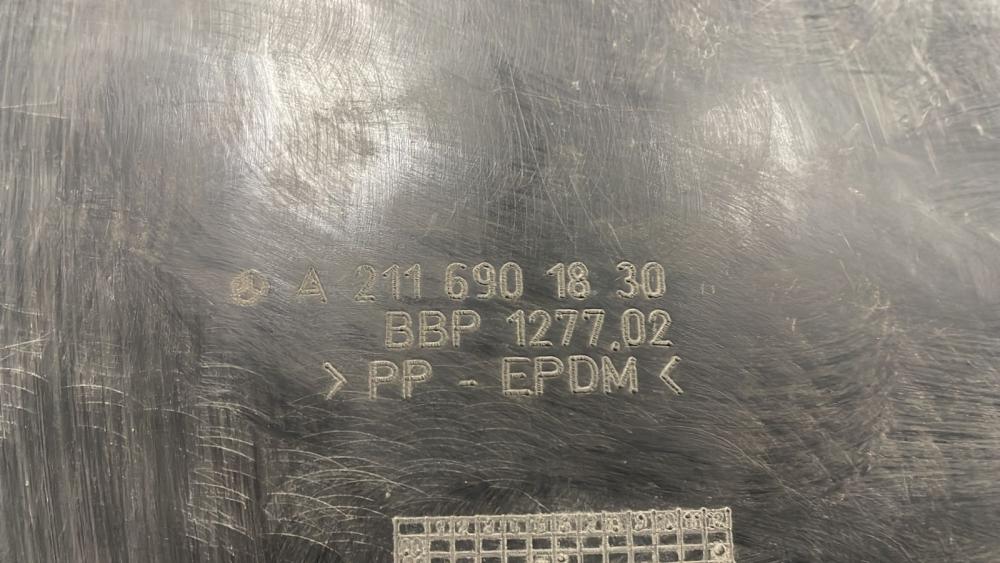 A 211 690 18 30
BBP 1277.02
>PP - EPDM<